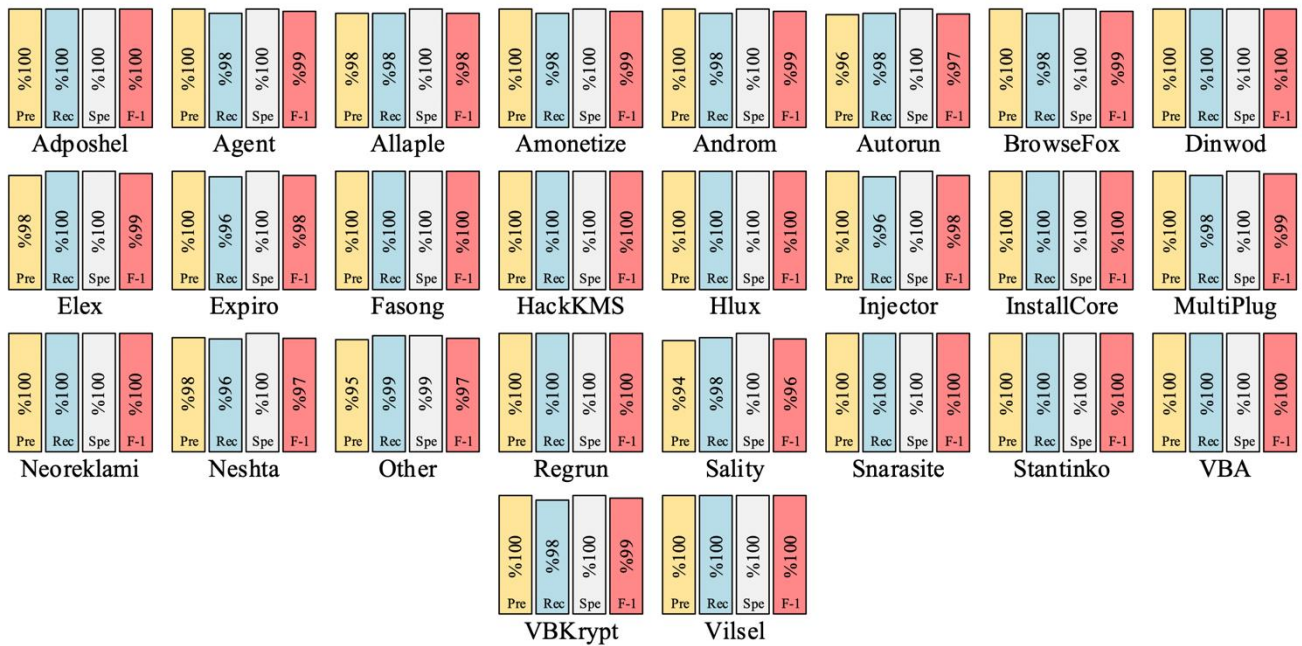 %100 %100 %100 %100 %100 %98 %100 %99 %98 %98 %100 %98 %100 %98 %100 %99 %100 %98 %100 %99 %96 %98 %100 %97 %100 %98 %100 %99 %100 %100 %100 %100
Pre Rec Spe F-1 Pre Rec Spe F-1 Pre Rec Spe F-1 Pre Rec Spe F-1 Pre Rec Spe F-1 Pre Rec Spe F-1 Pre Rec Spe F-1 Pre Rec Spe F-1
Adposhel Agent Allaple Amonetize Androm Autorun BrowseFox Dinwod
%98 %100 %100 %99 %100 %96 %100 %98 %100 %100 %100 %100 %100 %100 %100 %100 %100 %100 %100 %100 %100 %96 %100 %98 %100 %100 %100 %100 %100 %98 %100 %99
Pre Rec Spe F-1 Pre Rec Spe F-1 Pre Rec Spe F-1 Pre Rec Spe F-1 Pre Rec Spe F-1 Pre Rec Spe F-1 Pre Rec Spe F-1 Pre Rec Spe F-1
Elex Expiro Fasong HackKMS Hlux Injector InstallCore MultiPlug
%100 %100 %100 %100 %98 %96 %100 %97 %95 %99 %99 %97 %100 %100 %100 %100 %94 %98 %100 %96 %100 %100 %100 %100 %100 %100 %100 %100 %100 %100 %100 %100
Pre Rec Spe F-1 Pre Rec Spe F-1 Pre Rec Spe F-1 Pre Rec Spe F-1 Pre Rec Spe F-1 Pre Rec Spe F-1 Pre Rec Spe F-1 Pre Rec Spe F-1
Neoreklami Neshta Other Regrun Sality Snarasite Stantinko VBA
%100 %98 %100 %99 %100 %100 %100 %100
Pre Rec Spe F-1 Pre Rec Spe F-1
VBKrypt Vilsel